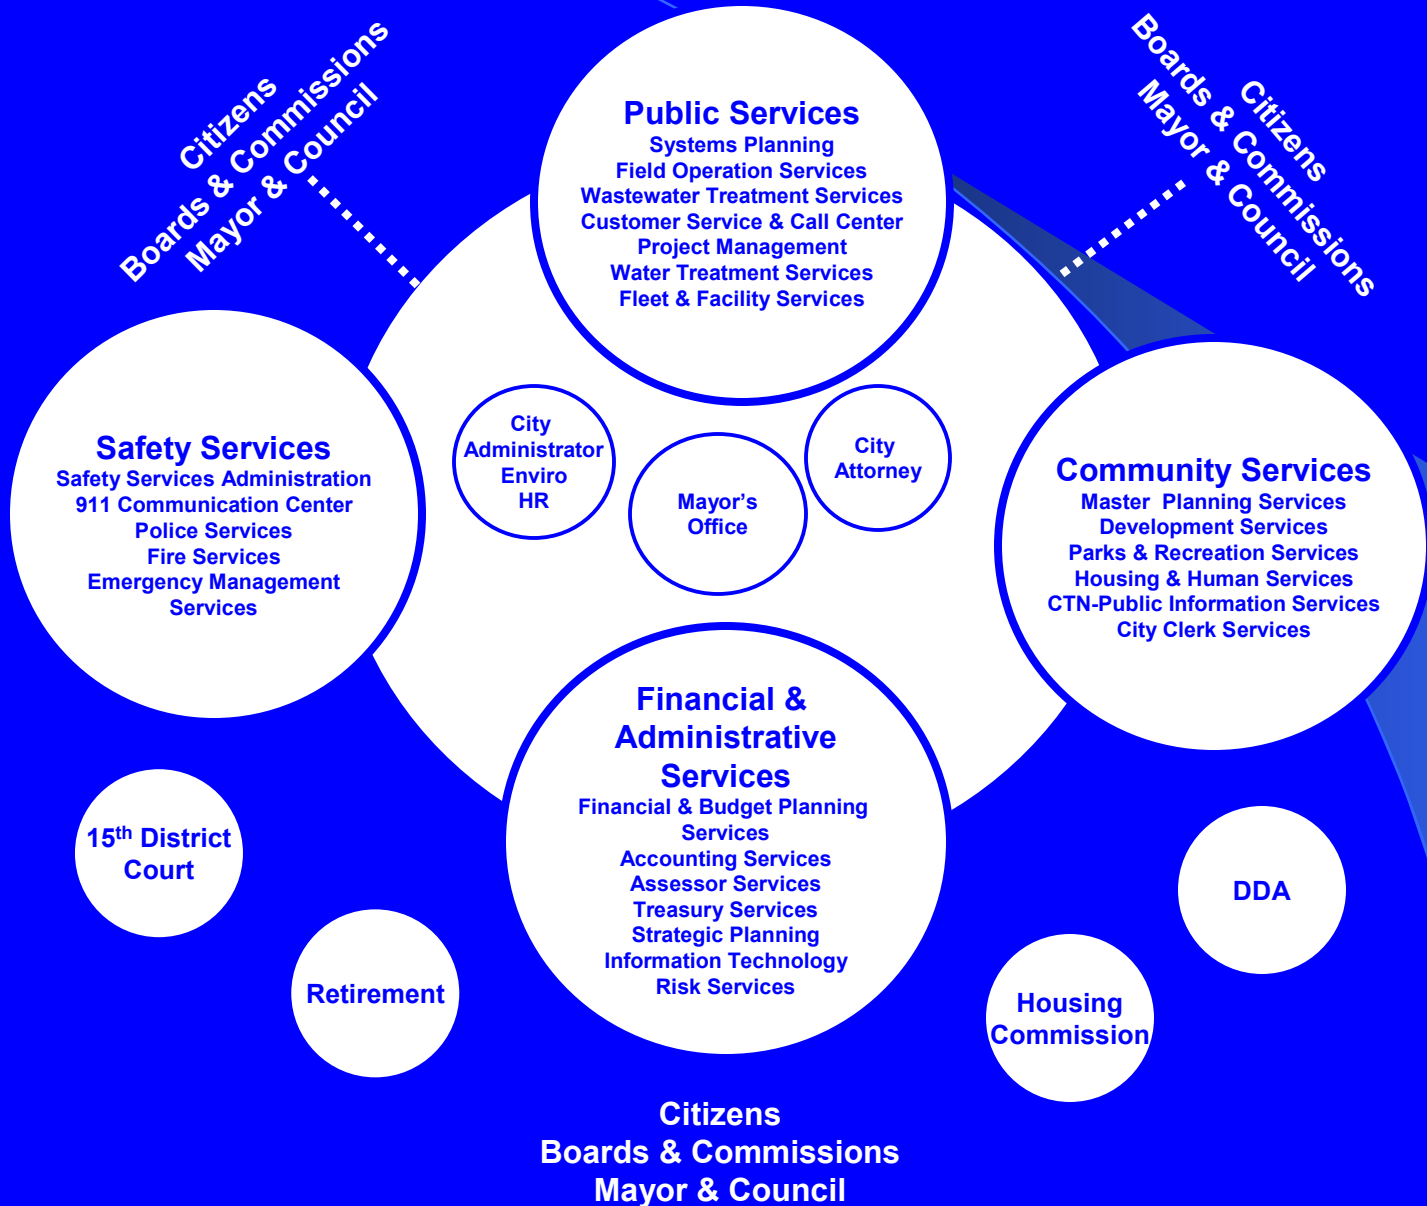 Citizens
Boards & Commissions
Mayor & Council
Citizens
Boards & Commissions
Mayor & Council
Public Services
Systems Planning
Field Operation Services
Wastewater Treatment Services
Customer Service & Call Center
Project Management
Water Treatment Services
Fleet & Facility Services
Safety Services
Safety Services Administration
911 Communication Center
Police Services
Fire Services
Emergency Management
Services
City
Administrator
Enviro
HR
Mayor's
Office
City
Attorney
Community Services
Master Planning Services
Development Services
Parks & Recreation Services
Housing & Human Services
CTN-Public Information Services
City Clerk Services
Financial &
Administrative
Services
Financial & Budget Planning
Services
Accounting Services
Assessor Services
Treasury Services
Strategic Planning
Information Technology
Risk Services
15th District
Court
Retirement
Housing
Commission
DDA
Citizens
Boards & Commissions
Mayor & Council